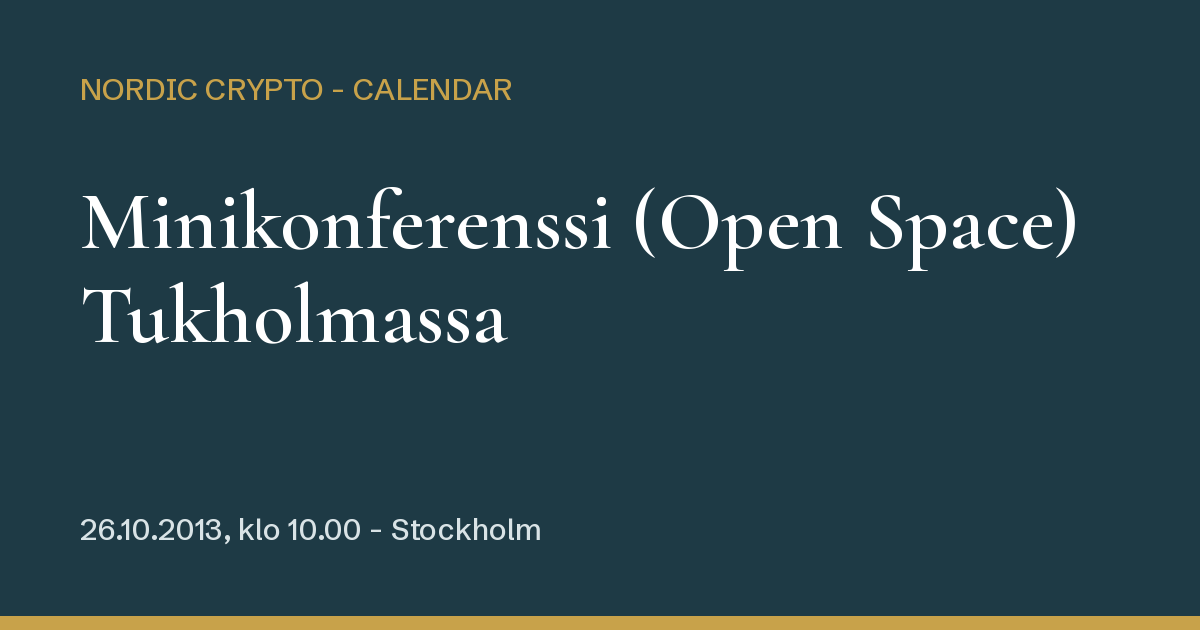 NORDIC CRYPTO - CALENDAR
Minikonferenssi (Open Space)
Tukholmassa
26.10.2013, klo 10.00 - Stockholm